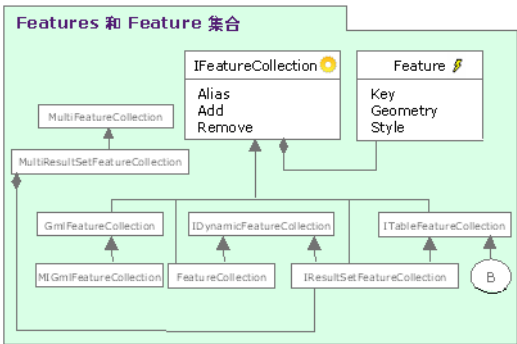 Features 和 Feature 集合
IFeatureCollection
Alias
Add
Remove
Feature
Key
Geometry
Style
MultiFeatureCollection
MultiResultSetFeatureCollection
GmlFeatureCollection
IDynamicFeatureCollection
ITableFeatureCollection
MIGmlFeatureCollection
FeatureCollection
IResultSetFeatureCollection
B